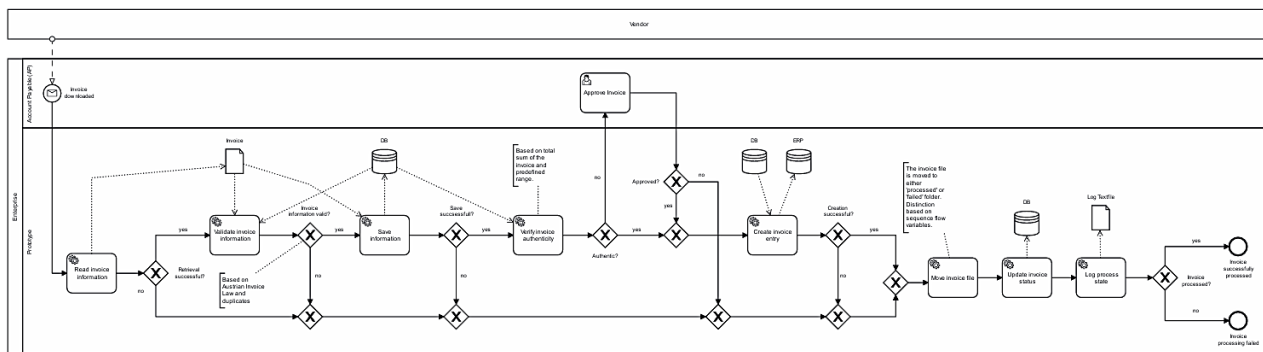 Vendor
Enterprise
Account Payable (AP)
Prototype
Invoice
downloaded
Approve Invoice
Invoice
DB
Based on total
sum of the
invoice and
predefined
range.
no
Approved?
no
yes
DB
ERP
The invoice file
is moved to
either
'processed' or
'failed' folder.
Distinction
based on
sequence flow
variables.
DB
Log Textfile
Read invoice
information
Retrieval
successful?
yes
no
Validate invoice
information
Invoice
information valid?
yes
no
Based on
Austrian Invoice
Law and
duplicates
Save
information
Save
successful?
yes
no
Verify invoice
authenticity
Authentic?
yes
Create invoice
entry
Creation
successful?
yes
no
Move invoice file
Update invoice
status
Log process
state
Invoice
processed?
yes
no
Invoice
successfully
processed
Invoice
processing failed